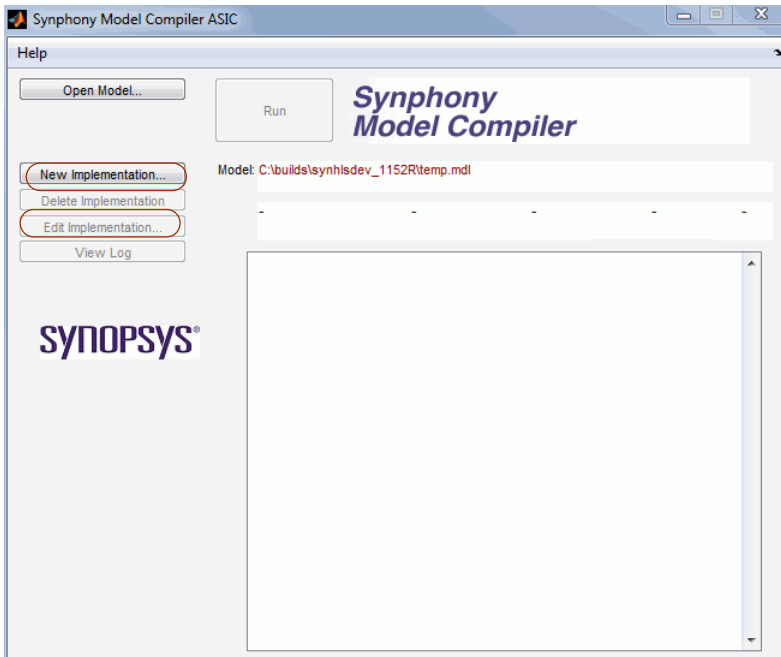 Synphony Model Compiler ASIC
Help
Open Model...
Run
Synphony
Model Compiler
New Implementation...
Model: C:\builds\synhlsdev_1152R\temp.mdl
Delete Implementation
- - - - -
Edit Implementation...
View Log
SYNOPSYS®